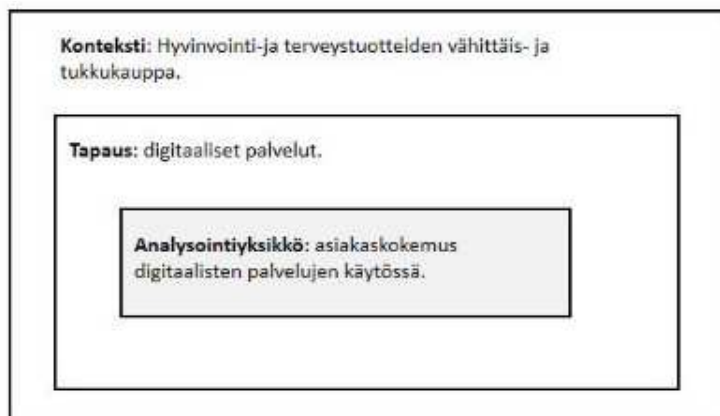 Konteksti: Hyvinvointi-ja terveystuotteiden vähittäis- ja
tukkukauppa.
Tapaus: digitaaliset palvelut.
Analysointiyksikkö: asiakaskokemus
digitaalisten palvelujen käytössä.